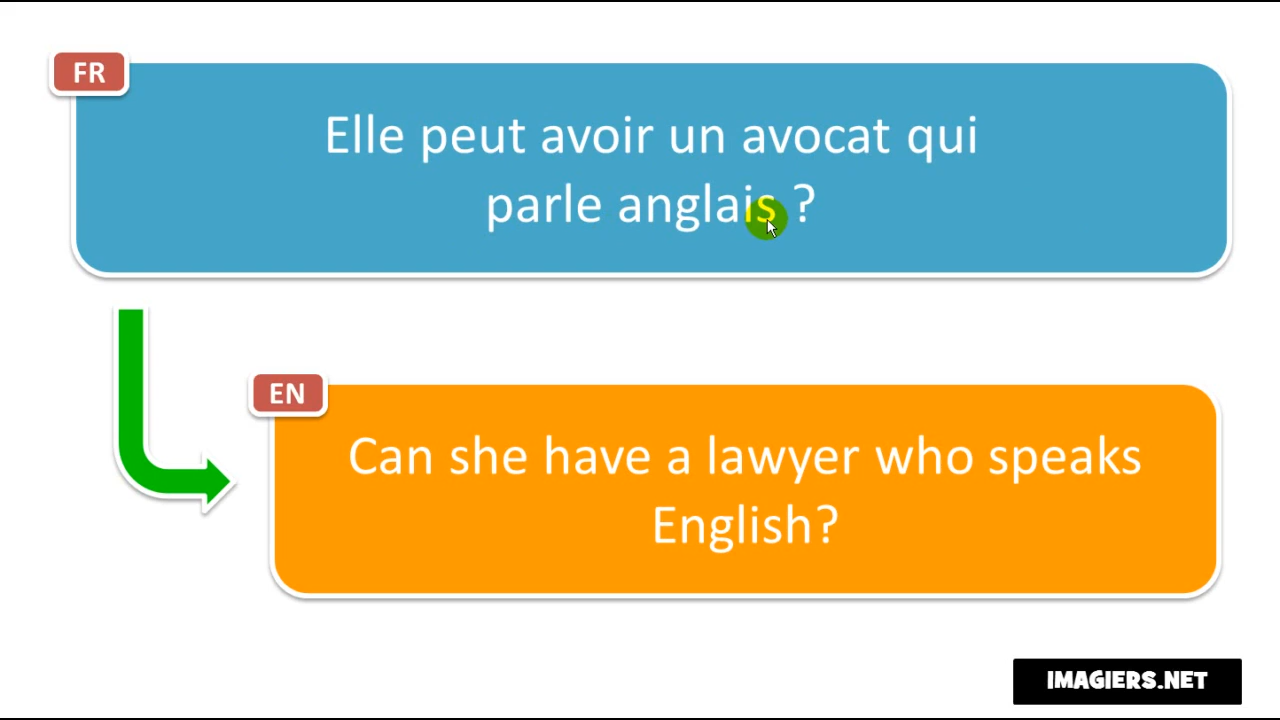 FR
Elle peut avoir un avocat qui
parle anglais ?
EN
Can she have a lawyer who speaks
English?
IMAGIERS.NET